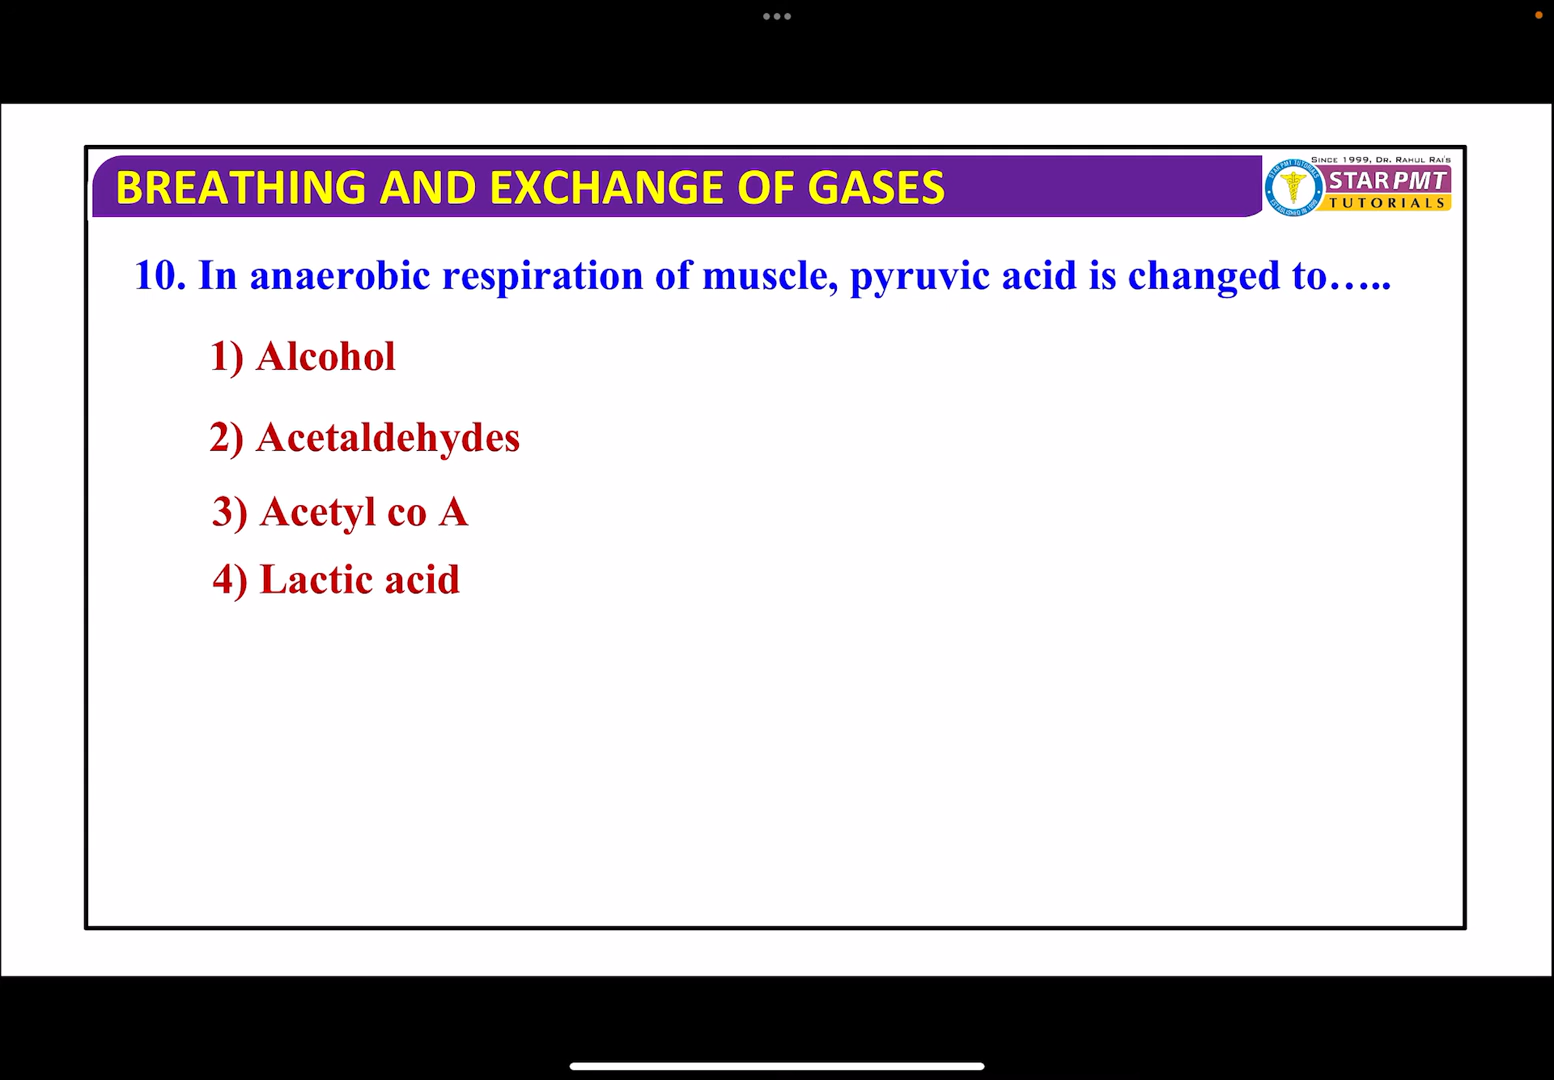 BREATHING AND EXCHANGE OF GASES
SINCE 1999, DR. RAHUL RAI'S
STAR PMT
TUTORIALS
10. In anaerobic respiration of muscle, pyruvic acid is changed to…..
1) Alcohol
2) Acetaldehydes
3) Acetyl co A
4) Lactic acid